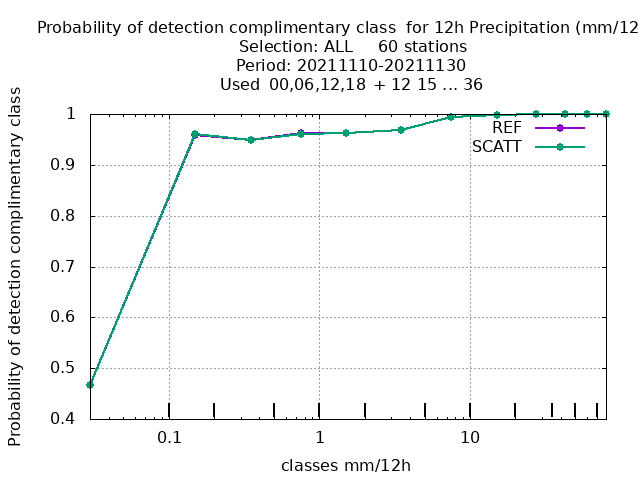 Probability of detection complimentary class for 12h Precipitation (mm/12
Selection: ALL 60 stations
Period: 20211110-20211130
Used 00,06,12,18 + 12 15 ... 36
Probability of detection complimentary class
1
0.9
0.8
0.7
0.6
0.5
0.4
REF
SCATT
0.1 1 10
classes mm/12h